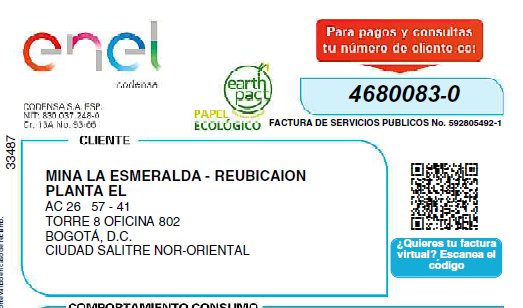 enel
codensa
CODENSA S.A. ESP.
NIT: 830.037.248-0
Cr. 13A No. 93-66
earth
pact
PAPEL
ECOLÓGICO
Para pagos y consultas
tu número de cliente es:
4680083-0
FACTURA DE SERVICIOS PUBLICOS No. 592805492-1
33487
CLIENTE
MINA LA ESMERALDA - REUBICAION
PLANTA EL
AC 26 57 - 41
TORRE 8 OFICINA 802
BOGOTÁ, D.C.
CIUDAD SALITRE NOR-ORIENTAL
¿Quieres tu factura
virtual? Escanea el
código
COMPORTAMIENTO CONSUMO